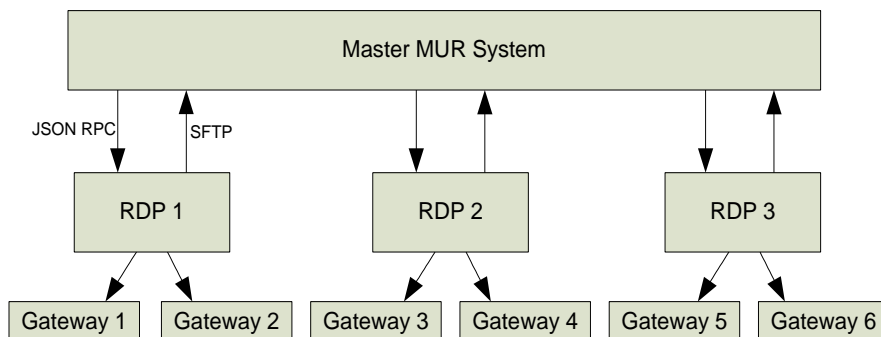 Master MUR System
JSON RPC
SFTP
RDP 1
RDP 2
RDP 3
Gateway 1
Gateway 2
Gateway 3
Gateway 4
Gateway 5
Gateway 6